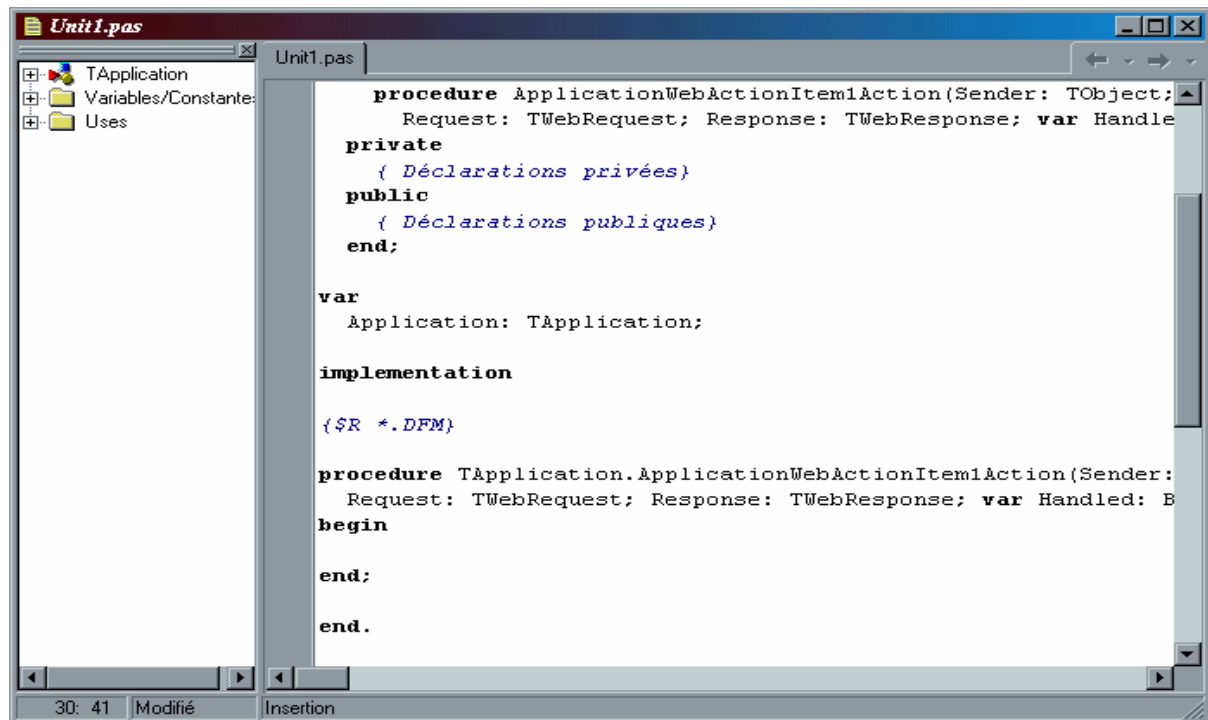 Unit1.pas
TApplication
Variables/Constante
Uses
Unit1.pas
procedure ApplicationWebActionItem1Action(Sender: TObject;
Request: TWebRequest; Response: TWebResponse; var Handle
private
{ Déclarations privées}
public
{ Déclarations publiques}
end;
var
Application: TApplication;
implementation
{$R *.DFM}
procedure TApplication.ApplicationWebActionItem1Action(Sender:
Request: TWebRequest; Response: TWebResponse; var Handled: B
begin
end;
end.
30: 41 Modifié Insertion